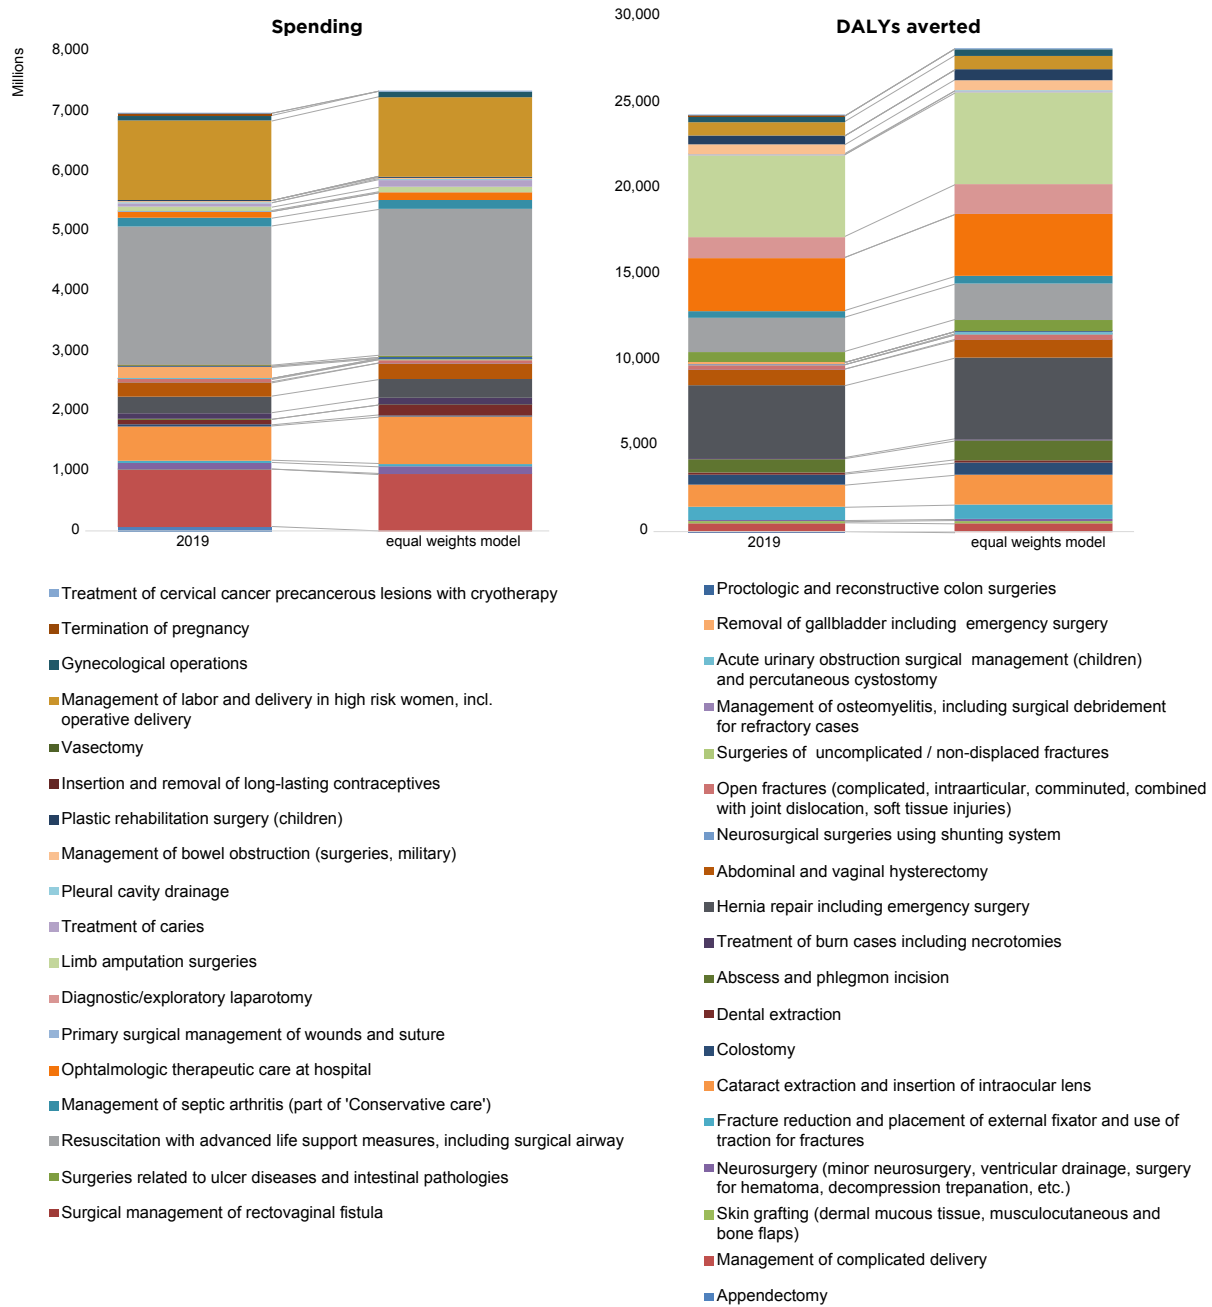 Spending
Millions
8,000
7,000
6,000
5,000
4,000
3,000
2,000
1,000
0
2019
equal weights model
DALYs averted
30,000
25,000
20,000
15,000
10,000
5,000
0
2019
equal weights model
Treatment of cervical cancer precancerous lesions with cryotherapy
Termination of pregnancy
Gynecological operations
Management of labor and delivery in high risk women, incl.
operative delivery
Vasectomy
Insertion and removal of long-lasting contraceptives
Plastic rehabilitation surgery (children)
Management of bowel obstruction (surgeries, military)
Pleural cavity drainage
Treatment of caries
Limb amputation surgeries
Diagnostic/exploratory laparotomy
Primary surgical management of wounds and suture
Ophtalmologic therapeutic care at hospital
Management of septic arthritis (part of 'Conservative care')
Resuscitation with advanced life support measures, including surgical airway
Surgeries related to ulcer diseases and intestinal pathologies
Surgical management of rectovaginal fistula
Proctologic and reconstructive colon surgeries
Removal of gallbladder including emergency surgery
Acute urinary obstruction surgical management (children)
and percutaneous cystostomy
Management of osteomyelitis, including surgical debridement
for refractory cases
Surgeries of uncomplicated / non-displaced fractures
Open fractures (complicated, intraarticular, comminuted, combined
with joint dislocation, soft tissue injuries)
Neurosurgical surgeries using shunting system
Abdominal and vaginal hysterectomy
Hernia repair including emergency surgery
Treatment of burn cases including necrotomies
Abscess and phlegmon incision
Dental extraction
Colostomy
Cataract extraction and insertion of intraocular lens
Fracture reduction and placement of external fixator and use of
traction for fractures
Neurosurgery (minor neurosurgery, ventricular drainage, surgery
for hematoma, decompression trepanation, etc.)
Skin grafting (dermal mucous tissue, musculocutaneous and
bone flaps)
Management of complicated delivery
Appendectomy